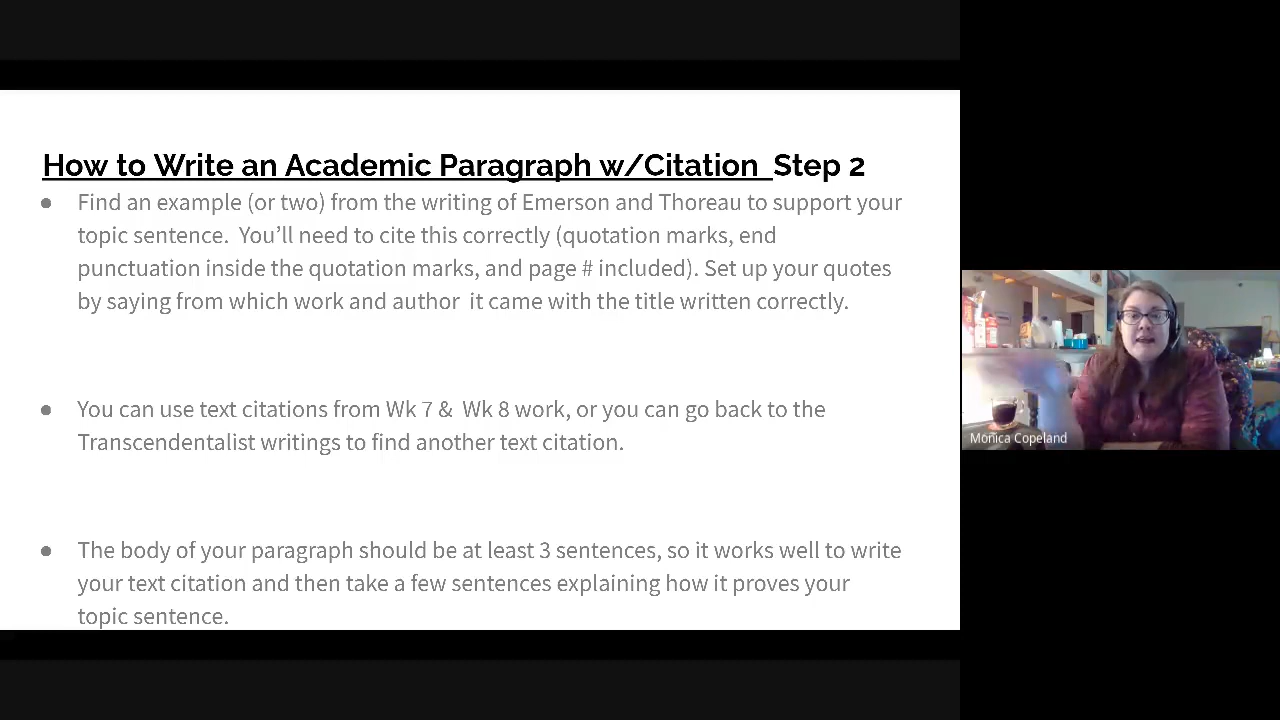 How to Write an Academic Paragraph w/Citation  Step 2
● Find an example (or two) from the writing of Emerson and Thoreau to support your
topic sentence.  You’ll need to cite this correctly (quotation marks, end
punctuation inside the quotation marks, and page # included). Set up your quotes
by saying from which work and author  it came with the title written correctly.
● You can use text citations from Wk 7 &  Wk 8 work, or you can go back to the
Transcendentalist writings to find another text citation.
● The body of your paragraph should be at least 3 sentences, so it works well to write
your text citation and then take a few sentences explaining how it proves your
topic sentence.
Monica Copeland